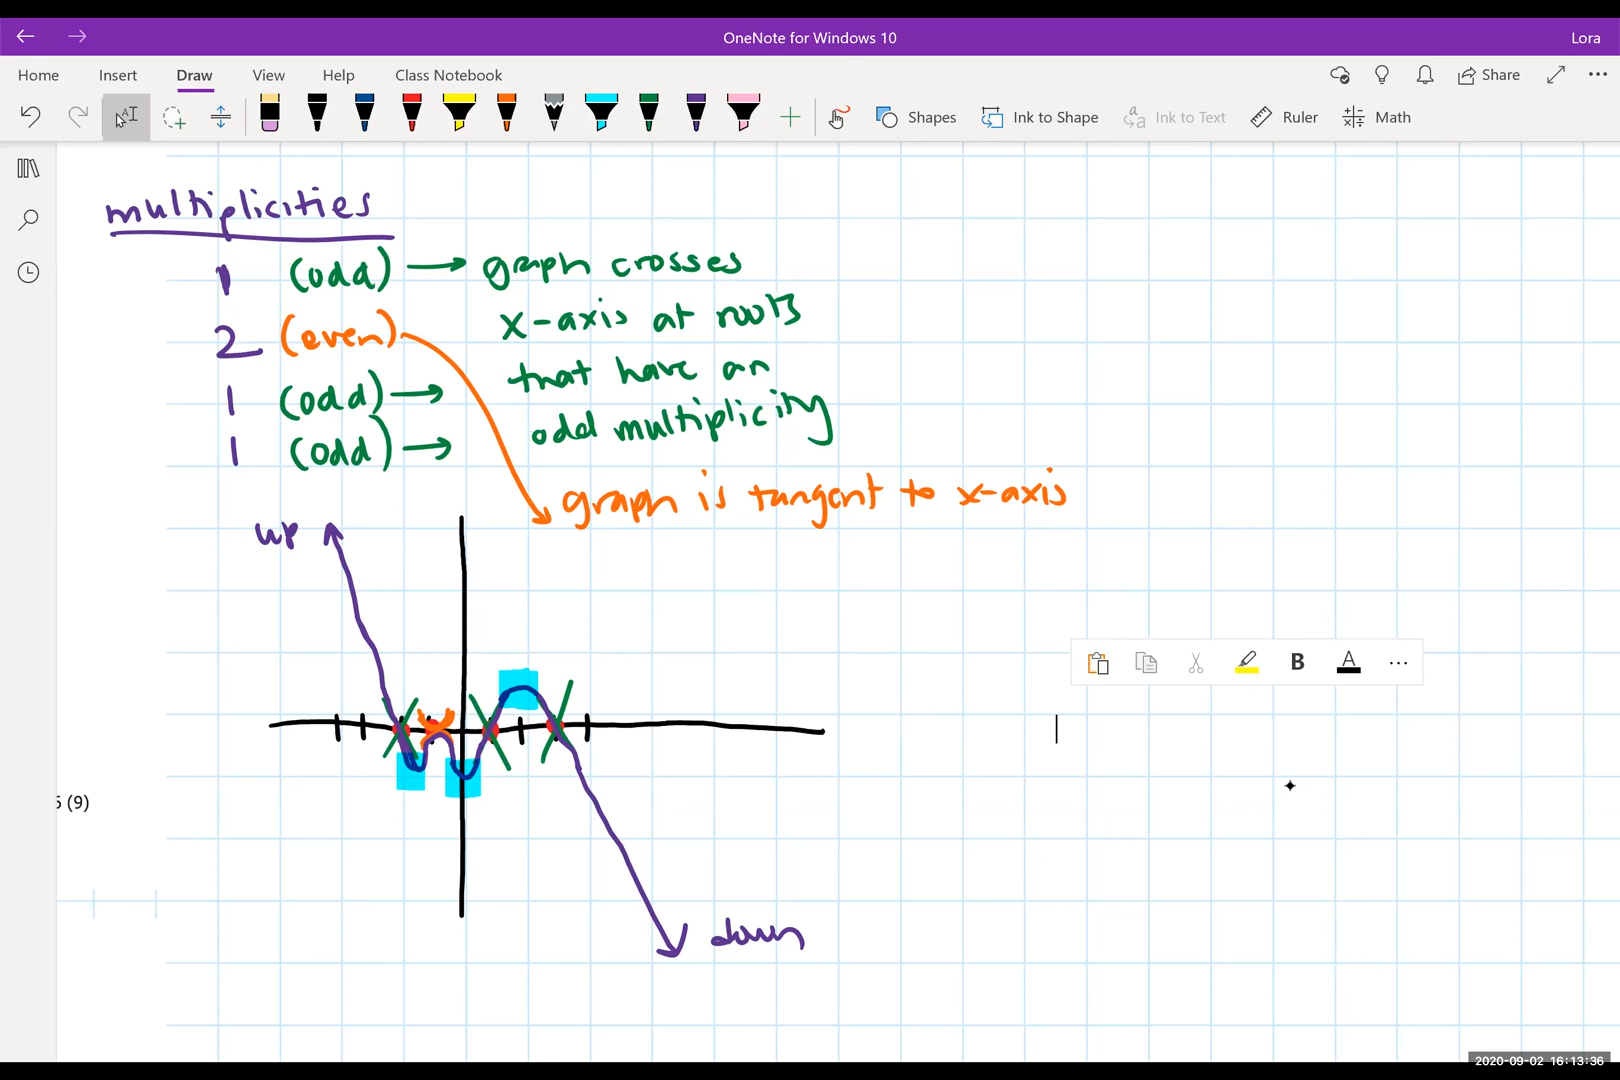 OneNote for Windows 10
Lora
Home Insert Draw View Help Class Notebook
Share
Shapes Ink to Shape Ink to Text Ruler Math
multiplicities
1 (odd) → graph crosses
x-axis at roots
2 (even)
that have an
1 (odd) →
odd multiplicity
1 (odd) →
graph is tangent to x-axis
up
B A
5 (9)
down
2020-09-02 16:13:36